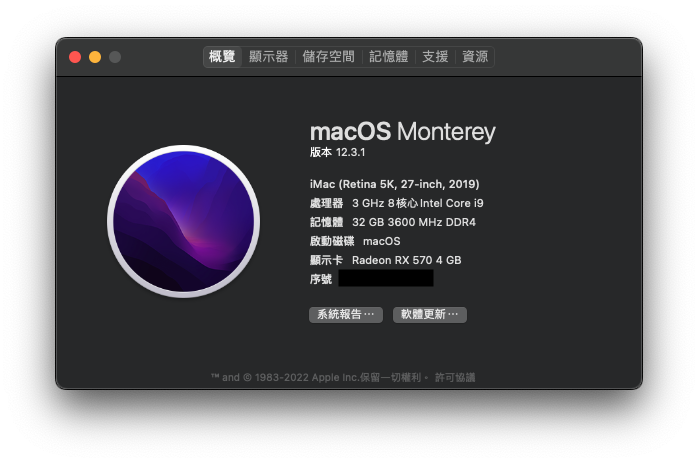 概覽 顯示器 儲存空間 記憶體 支援 資源
macOS Monterey
版本 12.3.1
iMac (Retina 5K, 27-inch, 2019)
處理器 3 GHz 8核心Intel Core i9
記憶體 32 GB 3600 MHz DDR4
啟動磁碟 macOS
顯示卡 Radeon RX 570 4 GB
序號
系統報告⋯ 軟體更新⋯
™ and © 1983-2022 Apple Inc.保留一切權利。 許可協議